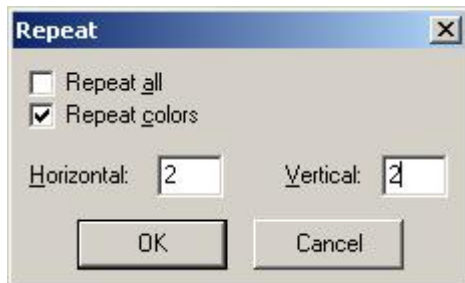 Repeat
Repeat all
Repeat colors
Horizontal: 2 Vertical: 2
OK Cancel